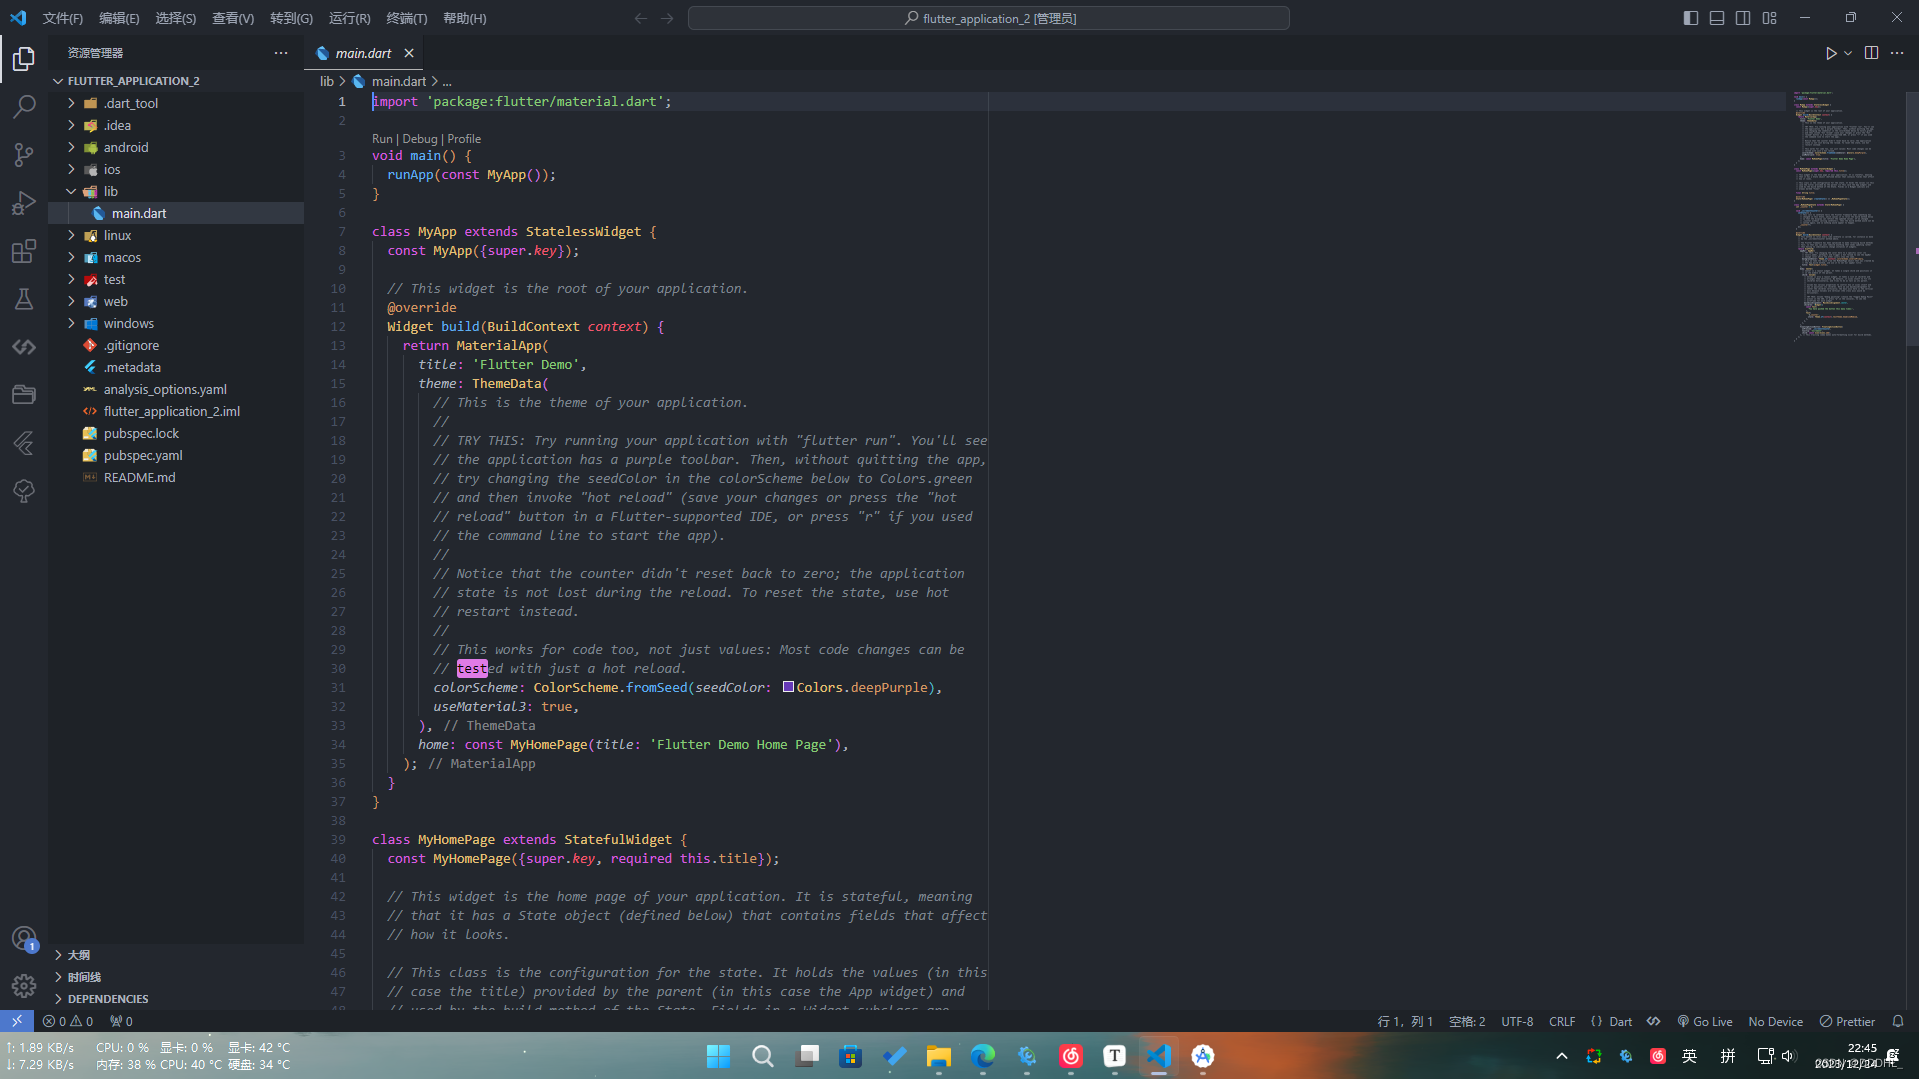 文件(F) 编辑(E) 选择(S) 查看(V) 转到(G) 运行(R) 终端(T) 帮助(H)
flutter_application_2 [管理员]
资源管理器
FLUTTER_APPLICATION_2
.dart_tool
.idea
android
ios
lib
main.dart
linux
macos
test
web
windows
.gitignore
.metadata
analysis_options.yaml
flutter_application_2.iml
pubspec.lock
pubspec.yaml
README.md
大纲
时间线
DEPENDENCIES
main.dart
lib > main.dart > ...
1 import 'package:flutter/material.dart';
2
Run | Debug | Profile
3 void main() {
4 runApp(const MyApp());
5 }
6
7 class MyApp extends StatelessWidget {
8 const MyApp({super.key});
9
10 // This widget is the root of your application.
11 @override
12 Widget build(BuildContext context) {
13 return MaterialApp(
14 title: 'Flutter Demo',
15 theme: ThemeData(
16 // This is the theme of your application.
17 //
18 // TRY THIS: Try running your application with "flutter run". You'll see
19 // the application has a purple toolbar. Then, without quitting the app,
20 // try changing the seedColor in the colorScheme below to Colors.green
21 // and then invoke "hot reload" (save your changes or press the "hot
22 // reload" button in a Flutter-supported IDE, or press "r" if you used
23 // the command line to start the app).
24 //
25 // Notice that the counter didn't reset back to zero; the application
26 // state is not lost during the reload. To reset the state, use hot
27 // restart instead.
28 //
29 // This works for code too, not just values: Most code changes can be
30 // tested with just a hot reload.
31 colorScheme: ColorScheme.fromSeed(seedColor: Colors.deepPurple),
32 useMaterial3: true,
33 ), // ThemeData
34 home: const MyHomePage(title: 'Flutter Demo Home Page'),
35 ); // MaterialApp
36 }
37 }
38
39 class MyHomePage extends StatefulWidget {
40 const MyHomePage({super.key, required this.title});
41
42 // This widget is the home page of your application. It is stateful, meaning
43 // that it has a State object (defined below) that contains fields that affect
44 // how it looks.
45
46 // This class is the configuration for the state. It holds the values (in this
47 // case the title) provided by the parent (in this case the App widget) and
48 // used by the build method of the State. Fields in a Widget subclass are
1
0 0 0
行 1, 列 1 空格: 2 UTF-8 CRLF {} Dart Go Live No Device Prettier
↑: 1.89 KB/s CPU: 0 % 显卡: 0 % 显卡: 42 °C
↓: 7.29 KB/s 内存: 38 % CPU: 40 °C 硬盘: 34 °C
英 拼
22:45
2023/12/24